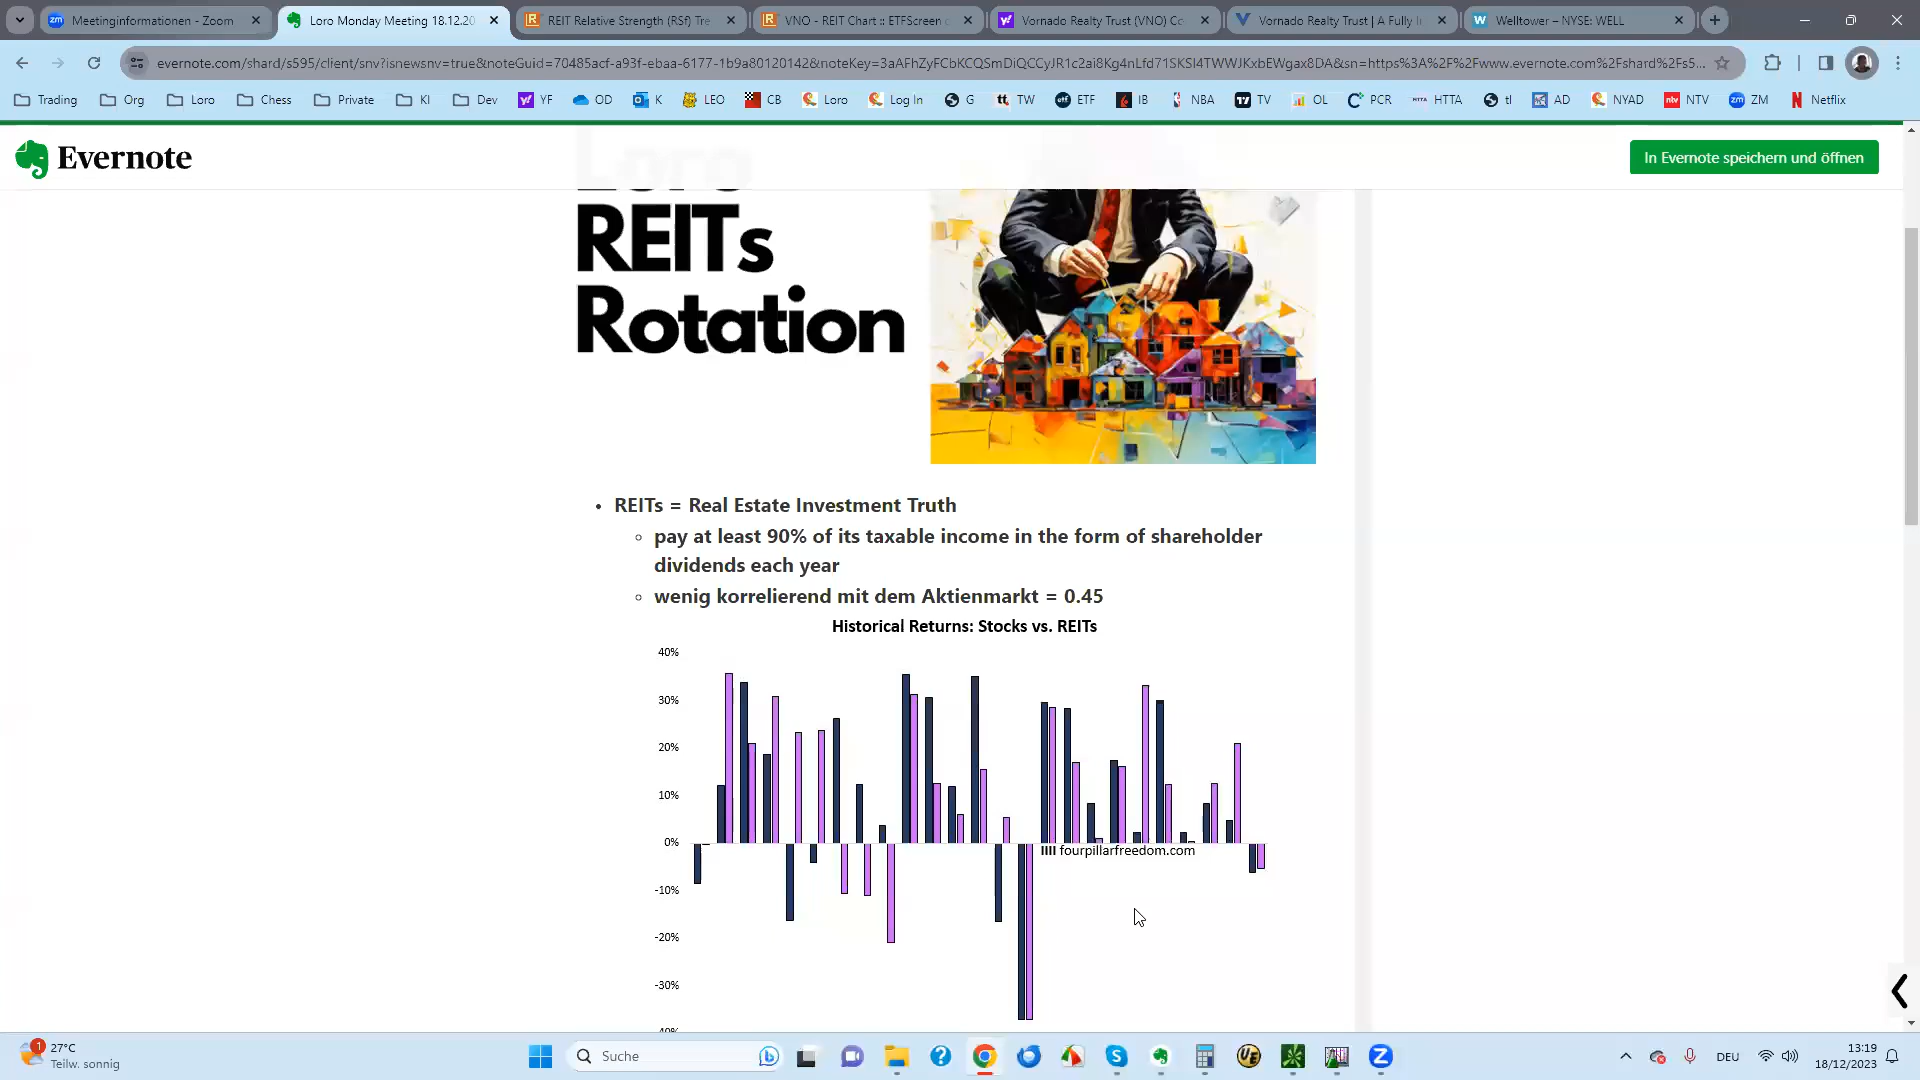 Meetinginformationen - Zoom
Loro Monday Meeting 18.12.20
REIT Relative Strength (RSf) Tre
VNO - REIT Chart :: ETFScreen
Vornado Realty Trust (VNO) Co
Vornado Realty Trust | A Fully I
Welltower – NYSE: WELL
evernote.com/shard/s595/client/snv?isnewsnv=true&noteGuid=70485acf-a93f-ebaa-6177-1b9a80120142&noteKey=3aAFhZyFCbKCQSmDiQCCyJR1c2ai8Kg4nLfd71SKSl4TWWJKxbEWgax8DA&sn=https%3A%2F%2Fwww.evernote.com%2Fshard%2Fs5...
Trading
Org
Loro
Chess
Private
KI
Dev
YF
OD
K
LEO
CB
Loro
Log In
G
TW
ETF
IB
NBA
TV
OL
PCR
HTTA
tl
AD
NYAD
NTV
ZM
Netflix
Evernote
In Evernote speichern und öffnen
Loro
REITs
Rotation
• REITs = Real Estate Investment Truth
◦ pay at least 90% of its taxable income in the form of shareholder
dividends each year
◦ wenig korrelierend mit dem Aktienmarkt = 0.45
Historical Returns: Stocks vs. REITs
40%
30%
20%
10%
0%
fourpillarfreedom.com
-10%
-20%
-30%
-40%
1
27°C
Teilw. sonnig
Suche
DEU
13:19
18/12/2023